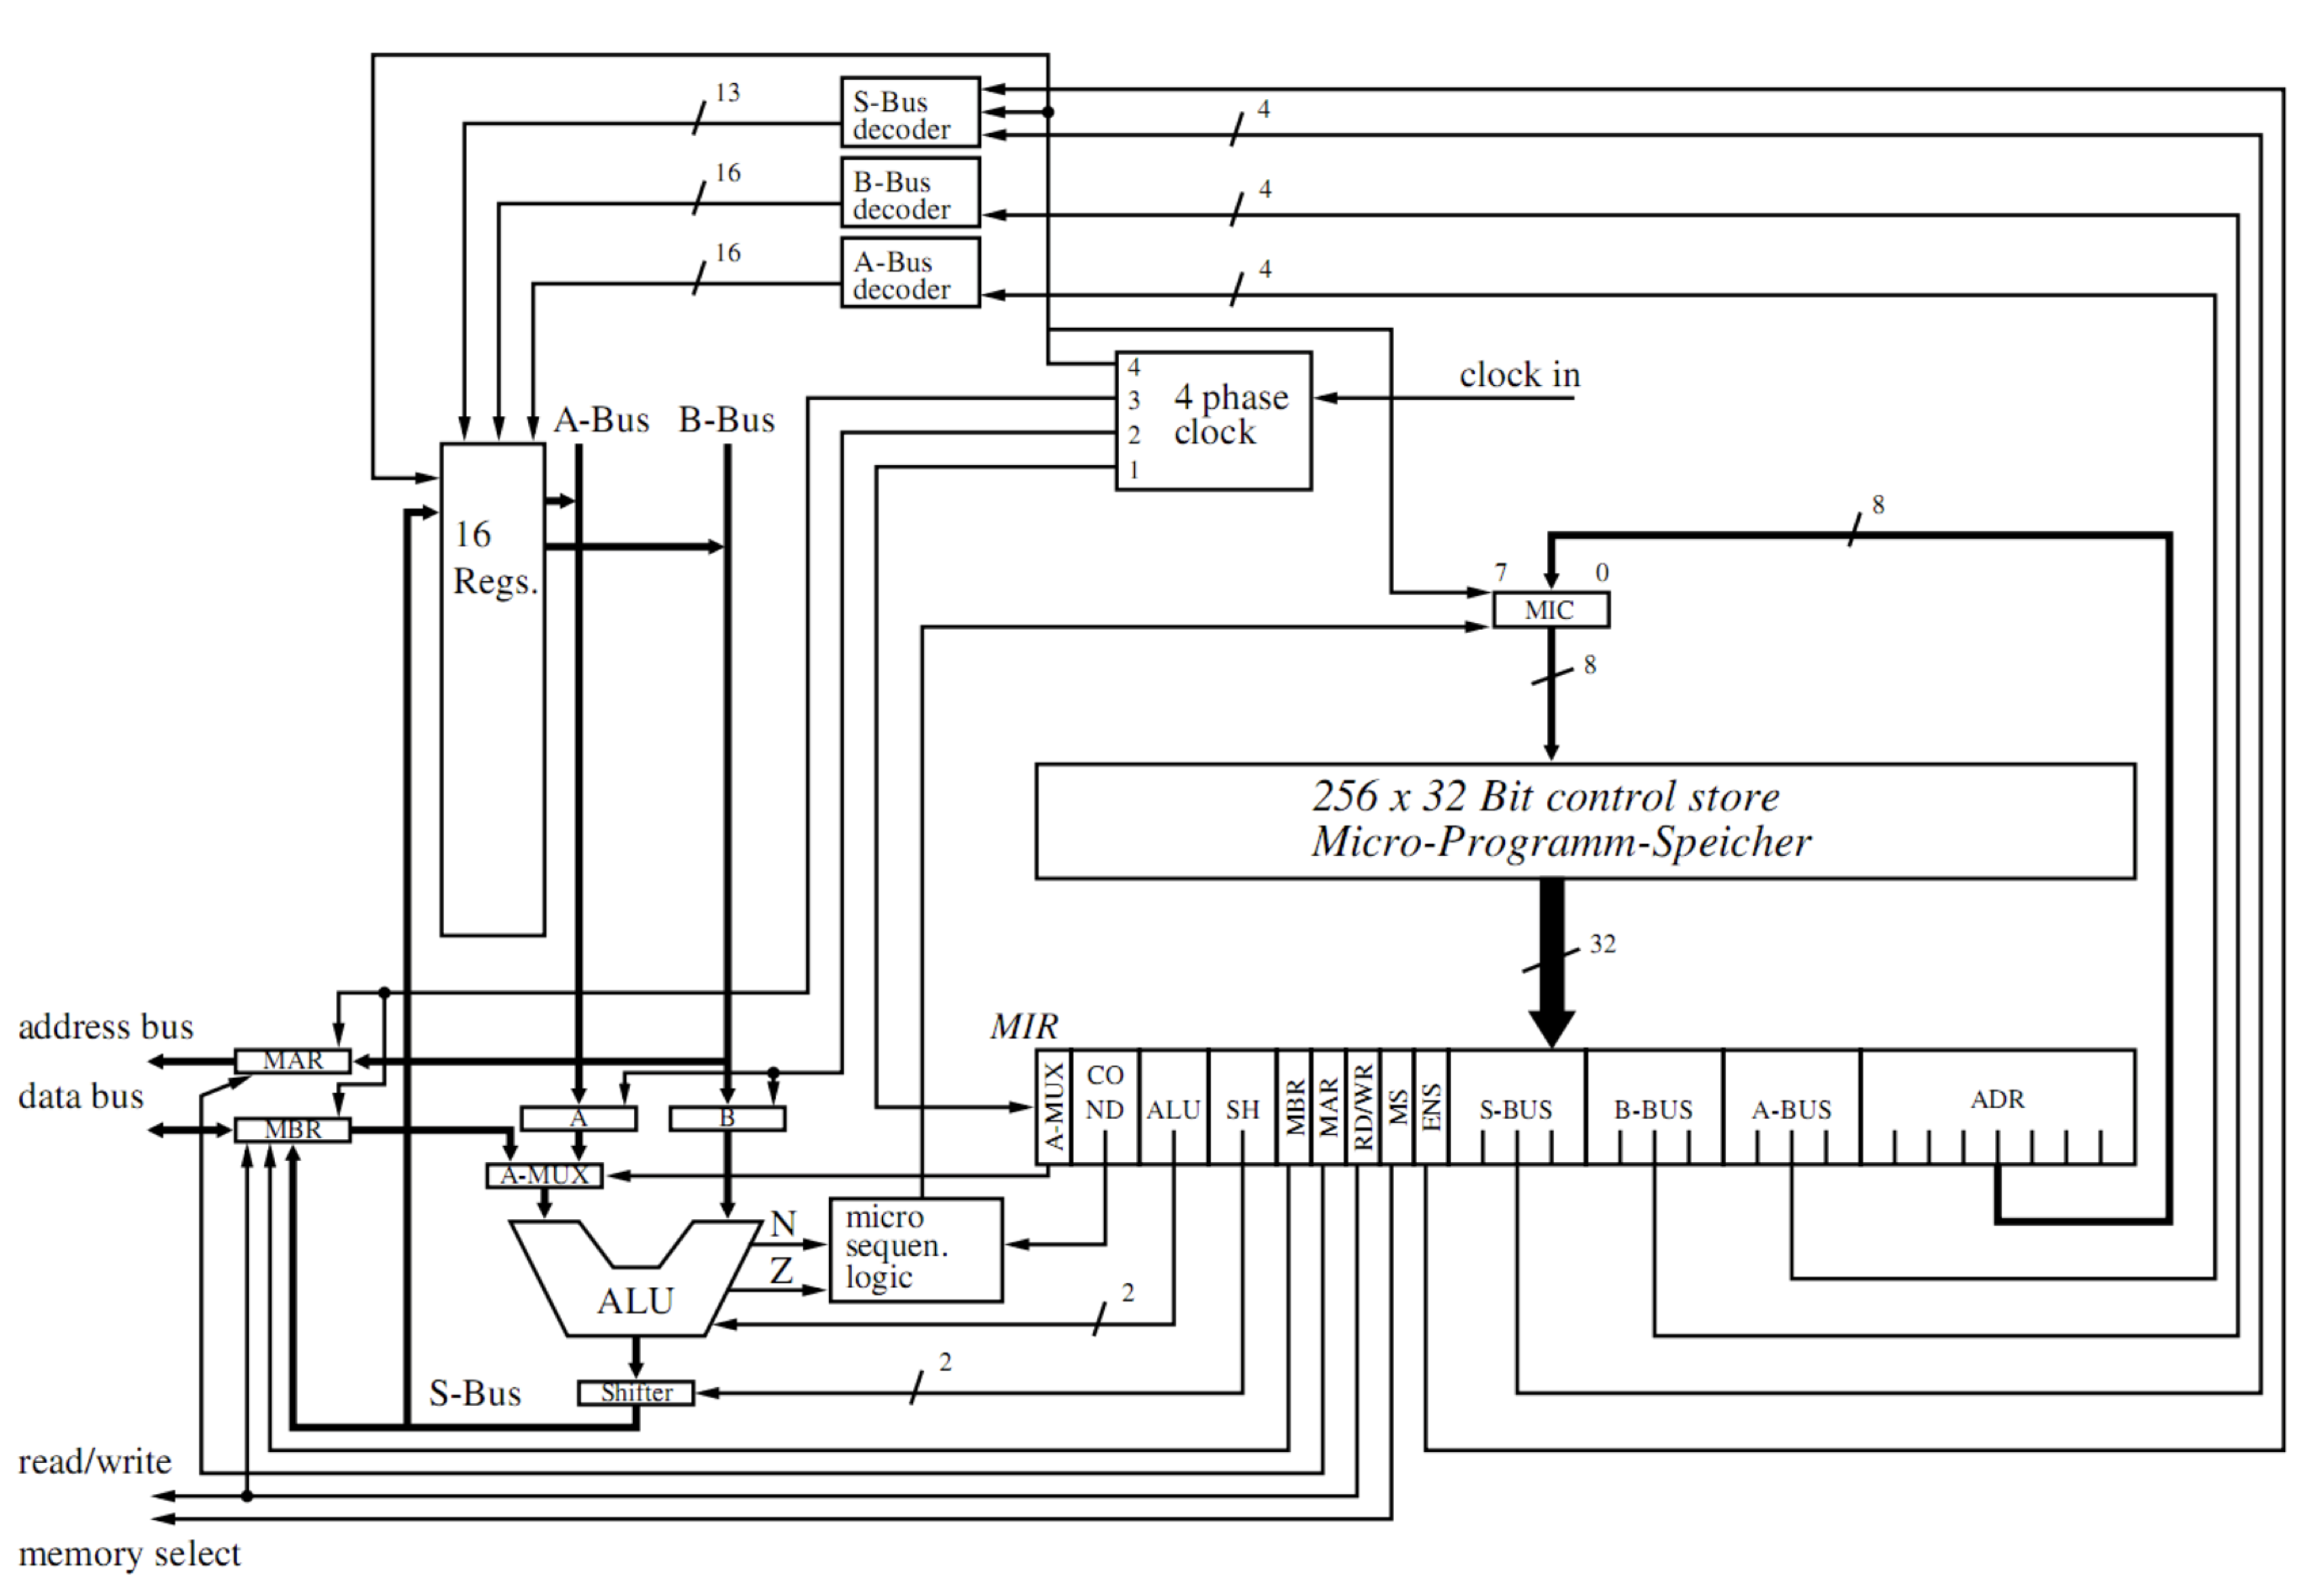 13
S-Bus
decoder
4
16
B-Bus
decoder
4
16
A-Bus
decoder
4
A-Bus
B-Bus
4
3
2
1
4 phase
clock
clock in
16
Regs.
8
7
0
MIC
8
256 x 32 Bit control store
Micro-Programm-Speicher
32
MIR
address bus
MAR
data bus
MBR
A
B
A-MUX
A-MUX
CO
ND
ALU
SH
MBR
MAR
RD/WR
MS
ENS
S-BUS
B-BUS
A-BUS
ADR
N
Z
micro
sequen.
logic
ALU
2
2
S-Bus
Shifter
read/write
memory select